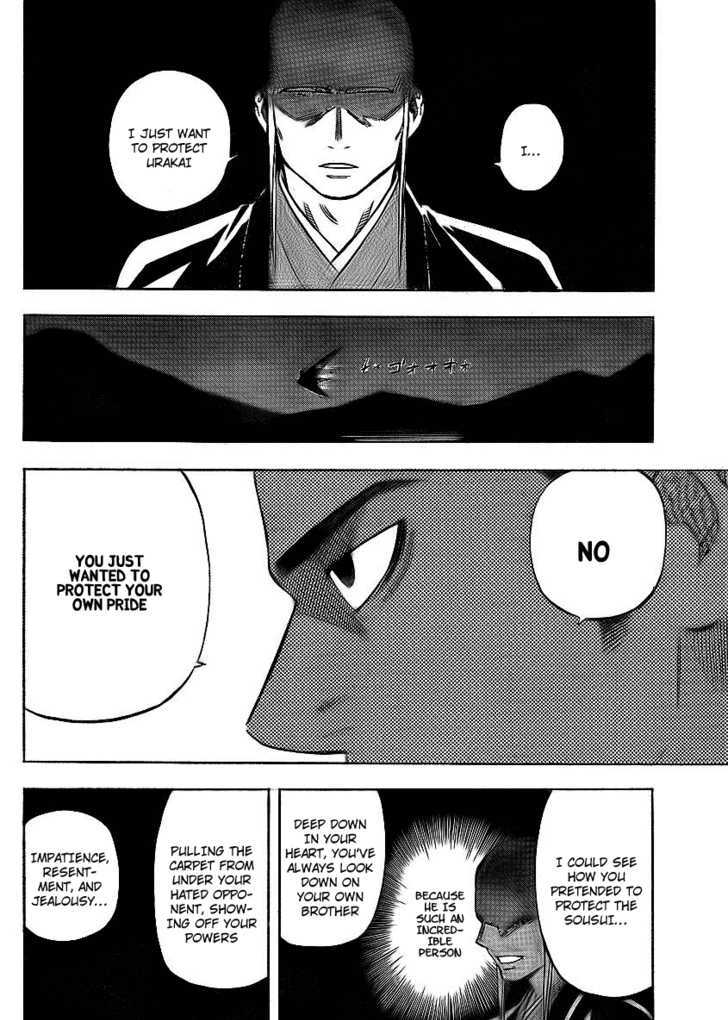 I...
I JUST WANT
TO PROTECT
URAKAI
NO
YOU JUST
WANTED TO
PROTECT YOUR
OWN PRIDE
I COULD SEE
HOW YOU
PRETENDED TO
PROTECT THE
SOUSUI...
BECAUSE
HE IS
SUCH AN
INCRED-
IBLE
PERSON
DEEP DOWN
IN YOUR
HEART, YOU'VE
ALWAYS LOOK
DOWN ON
YOUR OWN
BROTHER
PULLING THE
CARPET FROM
UNDER YOUR
HATED OPPO-
NENT, SHOW-
ING OFF YOUR
POWERS
IMPATIENCE,
RESENT-
MENT, AND
JEALOUSY...